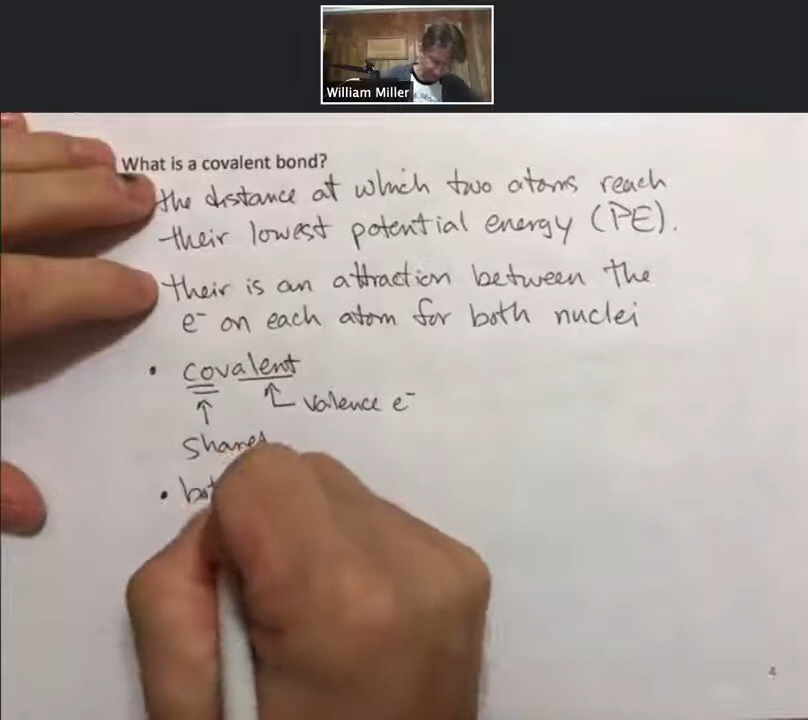 William Miller
What is a covalent bond?
the distance at which two atoms reach
their lowest potential energy (PE).
their is an attraction between the
e⁻ on each atom for both nuclei
• covalent
↑ ↖ valence e⁻
Shared
•
4